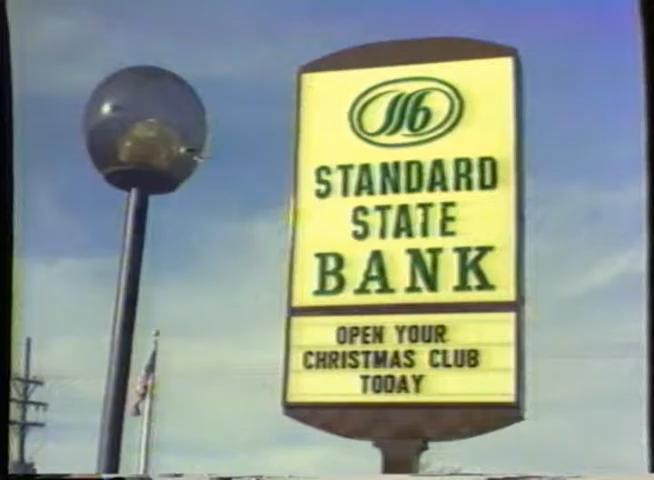 STANDARD
STATE
BANK
OPEN YOUR
CHRISTMAS CLUB
TODAY